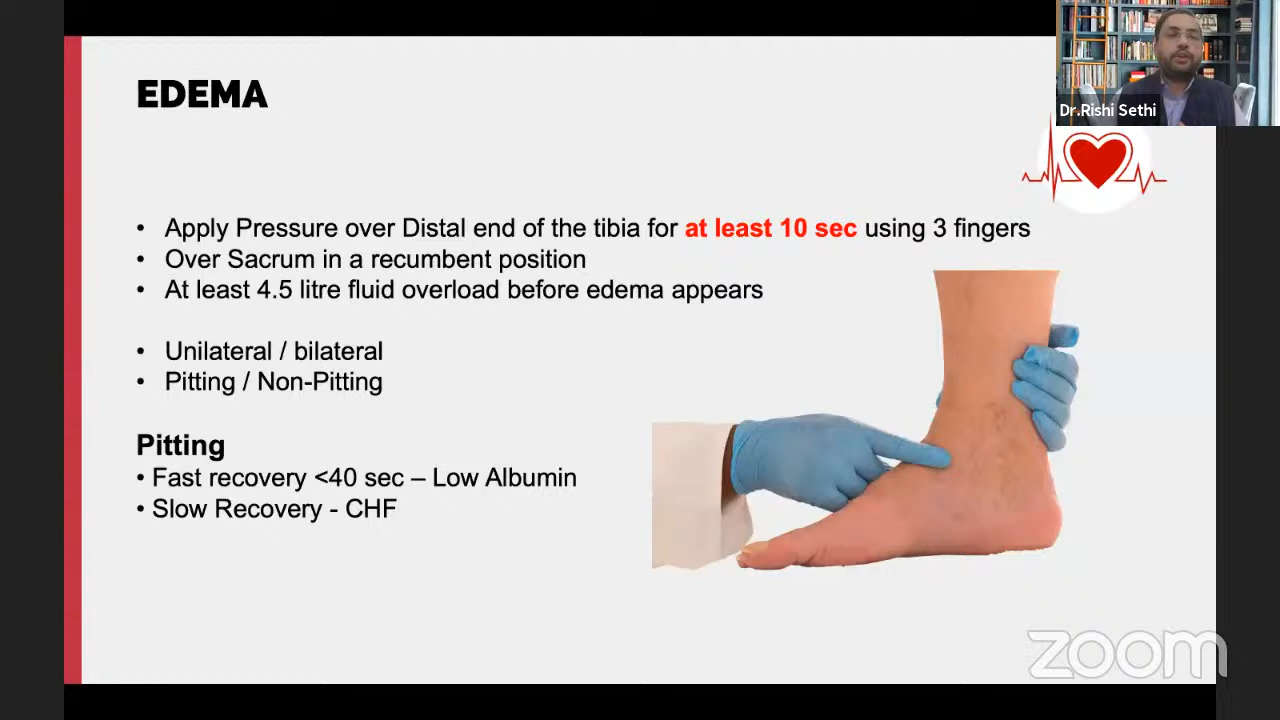 Dr.Rishi Sethi
EDEMA
• Apply Pressure over Distal end of the tibia for at least 10 sec using 3 fingers
• Over Sacrum in a recumbent position
• At least 4.5 litre fluid overload before edema appears
• Unilateral / bilateral
• Pitting / Non-Pitting
Pitting
• Fast recovery <40 sec – Low Albumin
• Slow Recovery - CHF
zoom